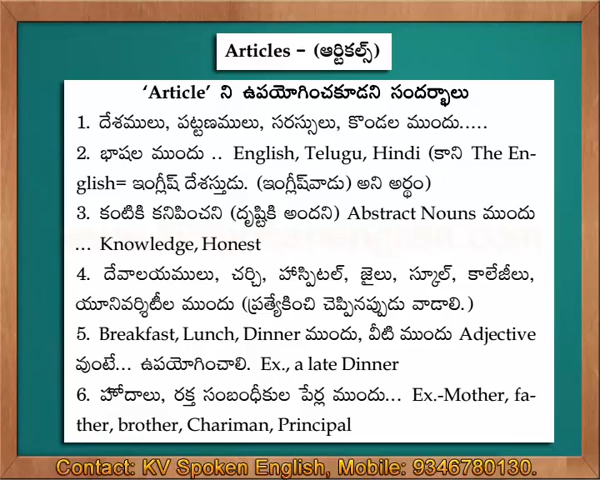 Articles – (ఆర్టికల్స్)
‘Article’ ని ఉపయోగించకూడని సందర్భాలు
1. దేశములు, పట్టణములు, సరస్సులు, కొండల ముందు.....
2. భాషల ముందు .. English, Telugu, Hindi (కాని The En-
glish= ఇంగ్లీష్ దేశస్తుడు. (ఇంగ్లీష్‌వాడు) అని అర్థం)
3. కంటికి కనిపించని (దృష్టికి అందని) Abstract Nouns ముందు
... Knowledge, Honest
4. దేవాలయములు, చర్చి, హాస్పిటల్, జైలు, స్కూల్, కాలేజీలు,
యూనివర్శిటీల ముందు (ప్రత్యేకించి చెప్పినప్పుడు వాడాలి.)
5. Breakfast, Lunch, Dinner ముందు, వీటి ముందు Adjective
వుంటే... ఉపయోగించాలి. Ex., a late Dinner
6. హోదాలు, రక్త సంబంధీకుల పేర్ల ముందు... Ex.-Mother, fa-
ther, brother, Chariman, Principal
Contact: KV Spoken English, Mobile: 9346780130.